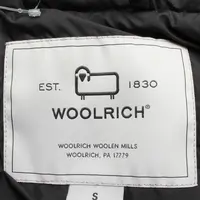 EST. 1830
WOOLRICH®
WOOLRICH WOOLEN MILLS
WOOLRICH, PA 17779
S